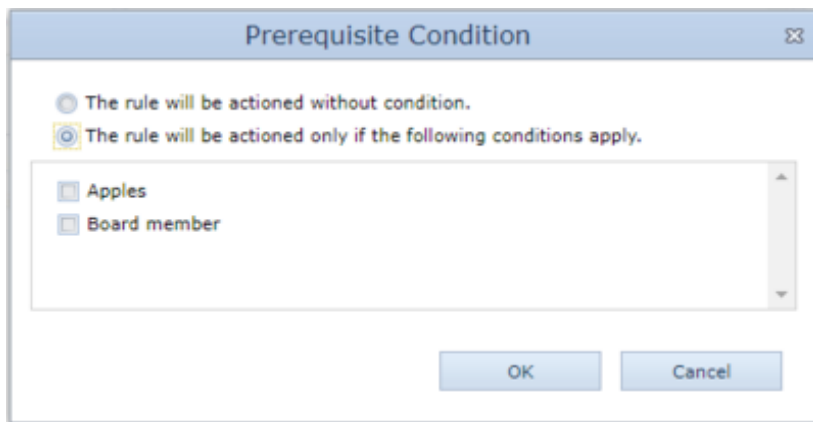 Prerequisite Condition
The rule will be actioned without condition.
The rule will be actioned only if the following conditions apply.
Apples
Board member
OK Cancel